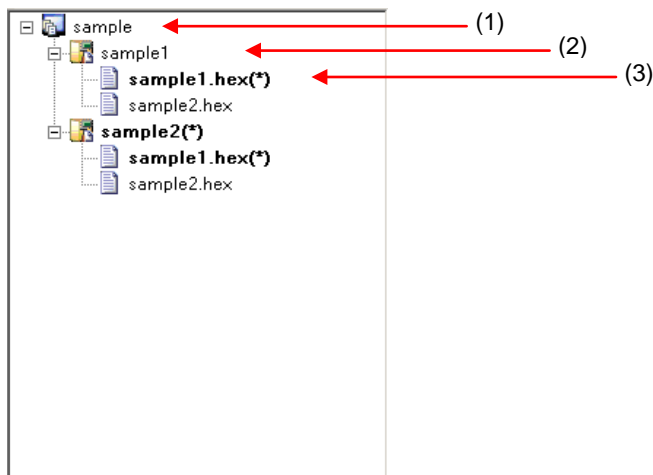 sample (1)
sample1 (2)
sample1.hex(*) (3)
sample2.hex
sample2(*)
sample1.hex(*)
sample2.hex